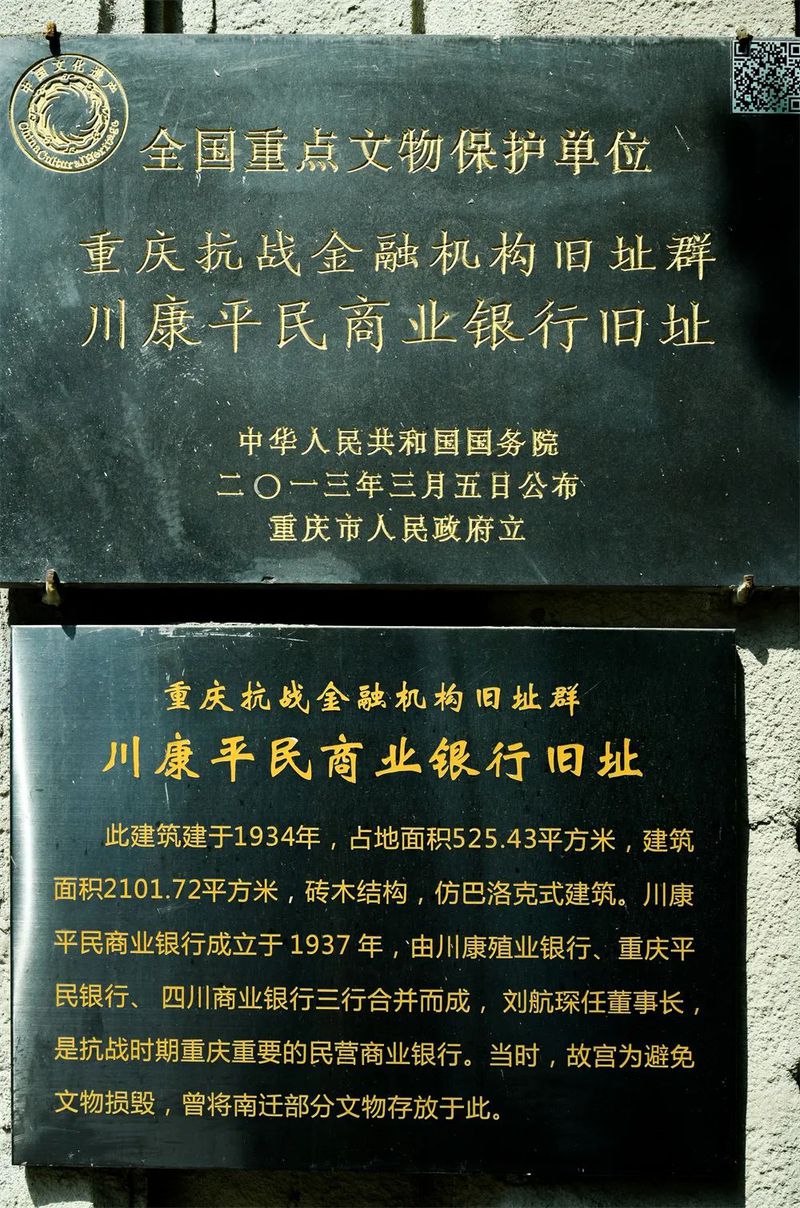 中国文化遗产
China Cultural Heritage
全国重点文物保护单位
重庆抗战金融机构旧址群
川康平民商业银行旧址
中华人民共和国国务院
二〇一三年三月五日公布
重庆市人民政府立
重庆抗战金融机构旧址群
川康平民商业银行旧址
此建筑建于1934年，占地面积525.43平方米，建筑
面积2101.72平方米，砖木结构，仿巴洛克式建筑。川康
平民商业银行成立于 1937 年，由川康殖业银行、重庆平
民银行、 四川商业银行三行合并而成， 刘航琛任董事长，
是抗战时期重庆重要的民营商业银行。当时，故宫为避免
文物损毁，曾将南迁部分文物存放于此。